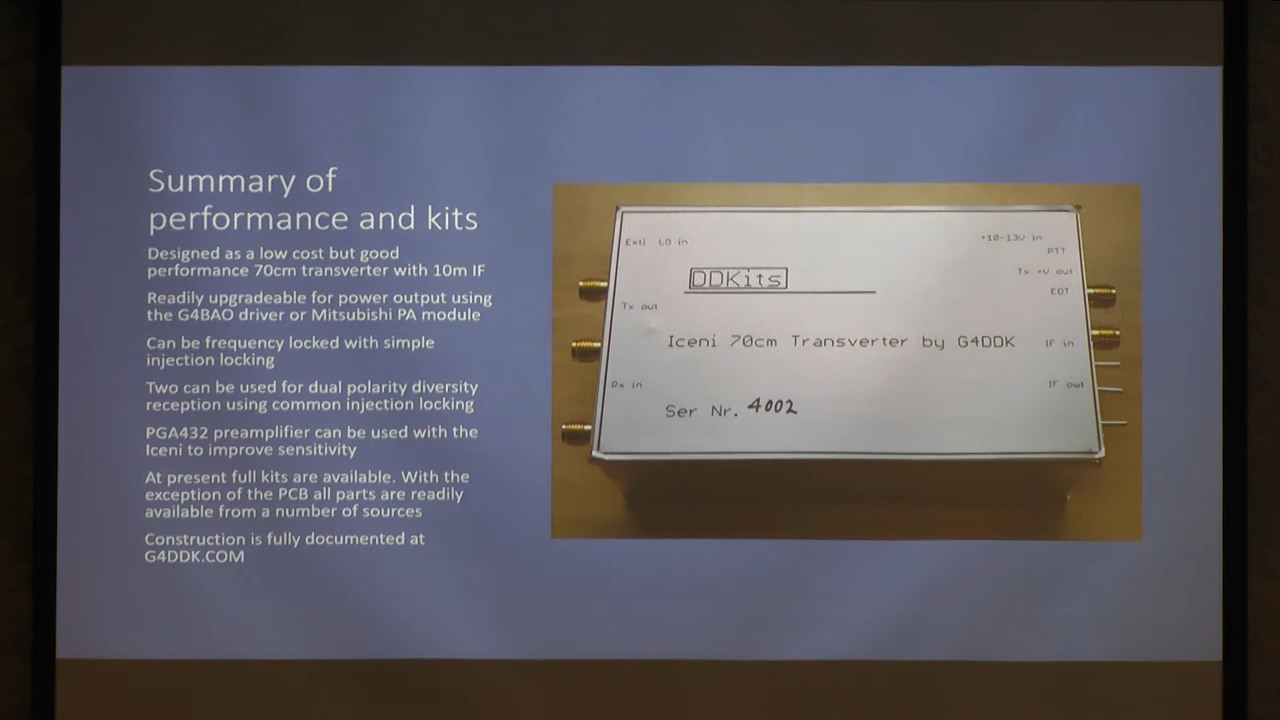 Summary of
performance and kits
Designed as a low cost but good
performance 70cm transverter with 10m IF
Readily upgradeable for power output using
the G4BAO driver or Mitsubishi PA module
Can be frequency locked with simple
injection locking
Two can be used for dual polarity diversity
reception using common injection locking
PGA432 preamplifier can be used with the
Iceni to improve sensitivity
At present full kits are available. With the
exception of the PCB all parts are readily
available from a number of sources
Construction is fully documented at
G4DDK.COM
Extl LO in
+10-13V in
PTT
Tx +V out
EOT
DDKits
Tx out
Iceni 70cm Transverter by G4DDK
IF in
Rx in
IF out
Ser Nr. 4002